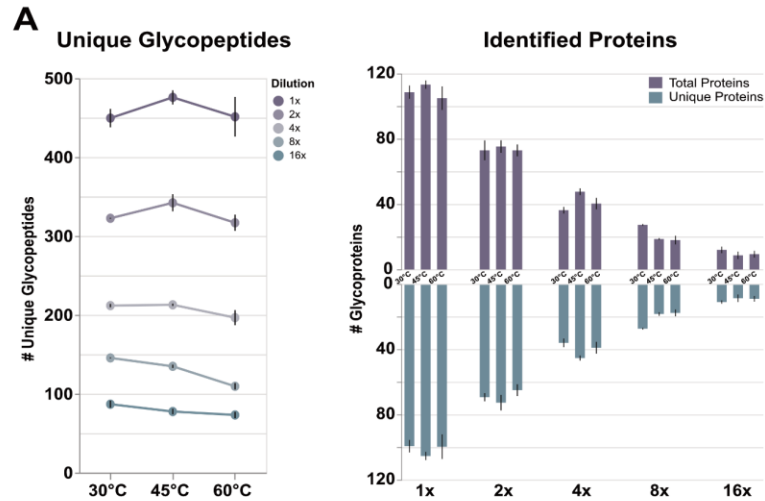 A
Unique Glycopeptides
# Unique Glycopeptides
500
400
300
200
100
0
30°C 45°C 60°C
Dilution
1x
2x
4x
8x
16x
Identified Proteins
# Glycoproteins
Total Proteins
Unique Proteins
120
80
40
0
30°C 45°C 60°C 30°C 45°C 60°C 30°C 45°C 60°C 30°C 45°C 60°C 30°C 45°C 60°C
0
40
80
120
1x 2x 4x 8x 16x